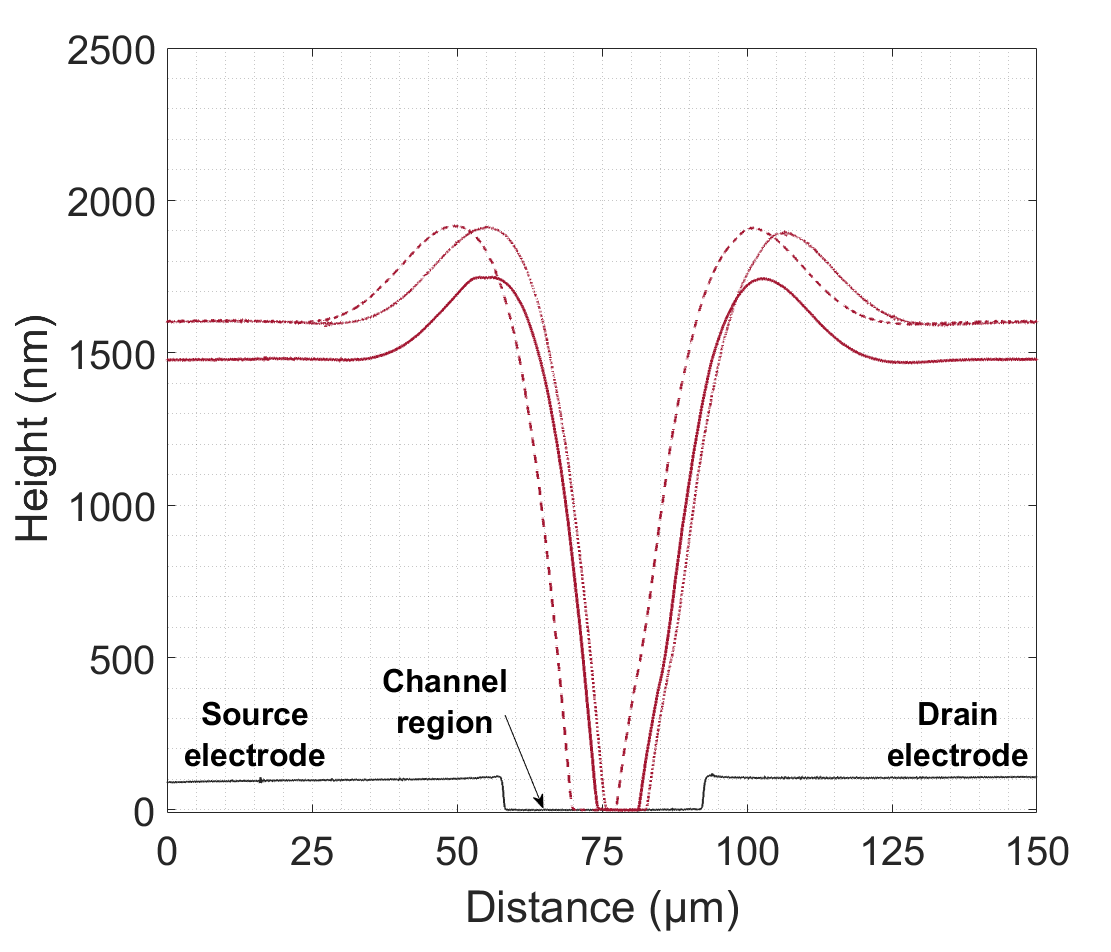 2500
2000
1500
1000
500
0
Height (nm)
Channel
region
Source
electrode
Drain
electrode
0 25 50 75 100 125 150
Distance (µm)